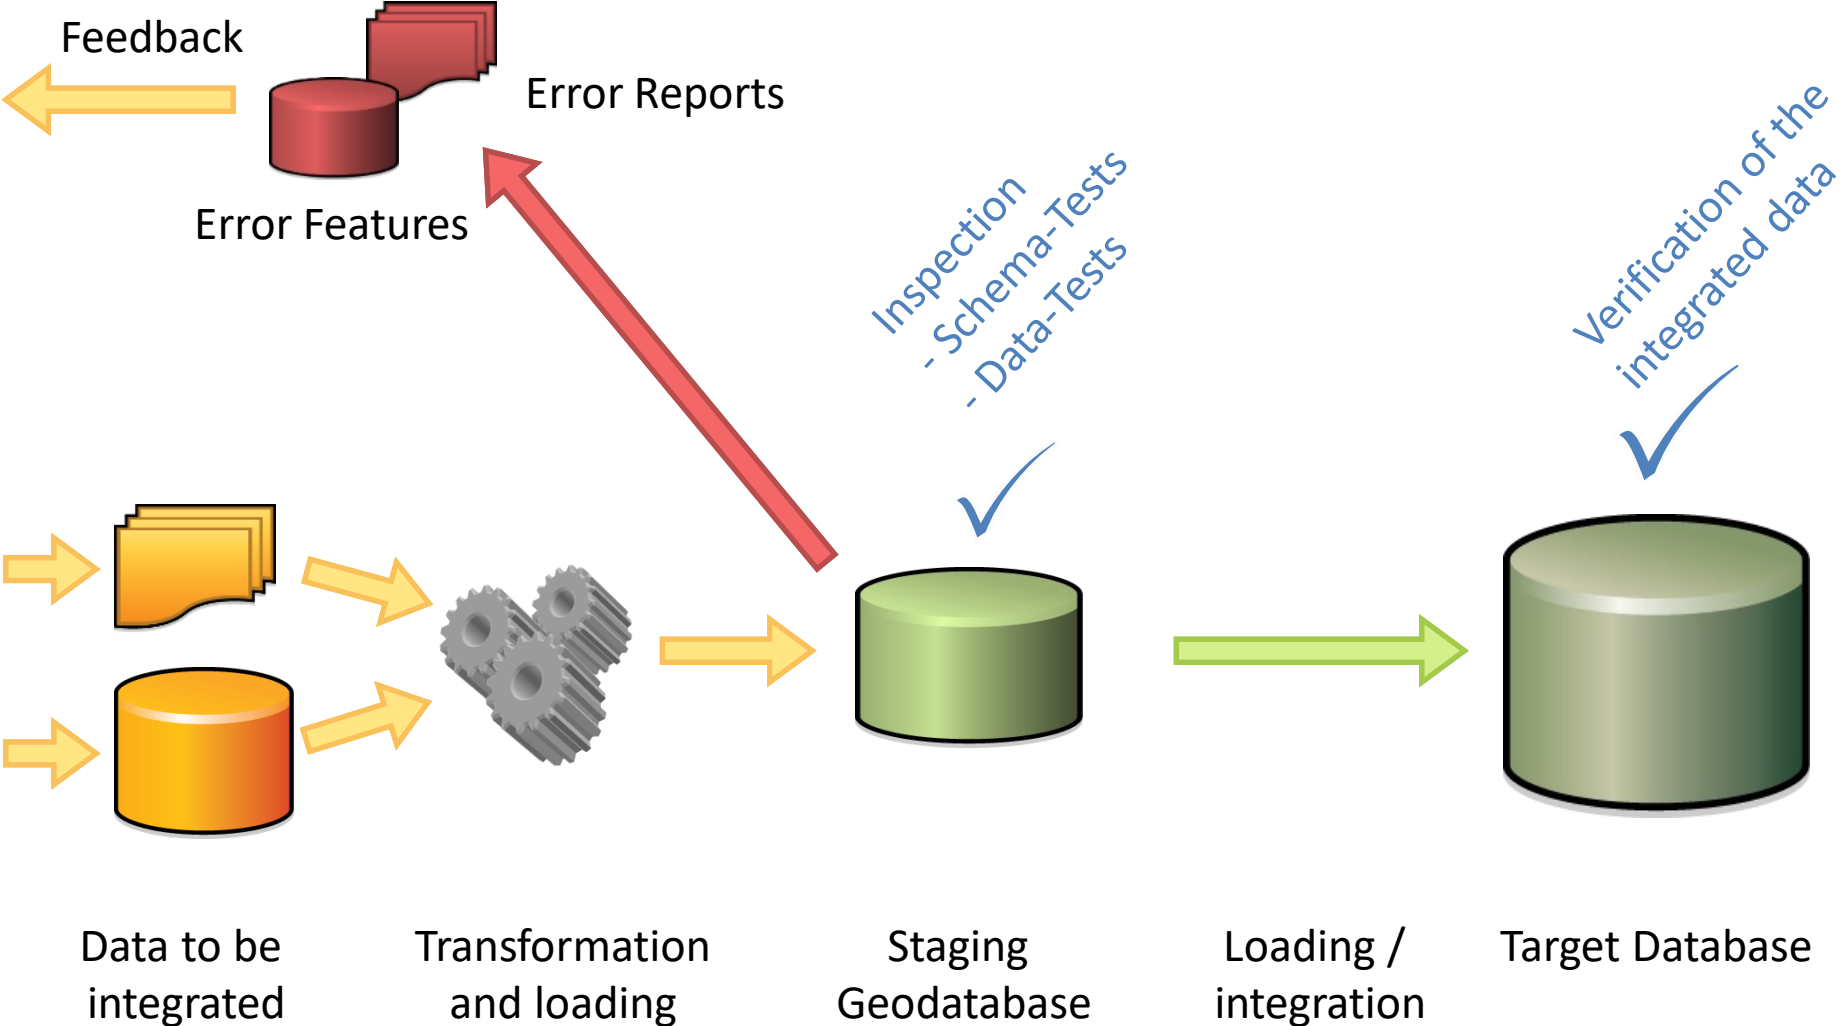 Feedback
Error Reports
Error Features
Inspection
- Schema-Tests
- Data-Tests
Verification of the
integrated data
Data to be
integrated
Transformation
and loading
Staging
Geodatabase
Loading /
integration
Target Database